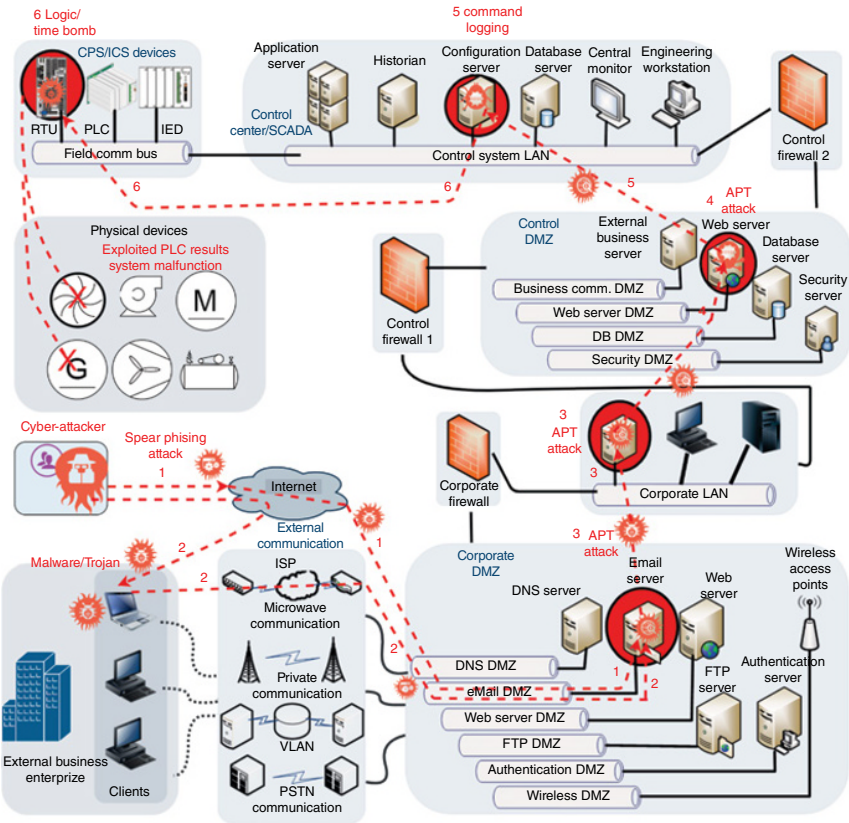 6 Logic/
time bomb
CPS/ICS devices
RTU
PLC
IED
Field comm bus
5 command
logging
Application
server
Historian
Configuration
server
Database
server
Central
monitor
Engineering
workstation
Control
center/SCADA
Control system LAN
Control
firewall 2
6
6
5
4
APT
attack
Physical devices
Exploited PLC results
system malfunction
M
G
Control
DMZ
External
business
server
Web server
Database
server
Security
server
Business comm. DMZ
Web server DMZ
DB DMZ
Security DMZ
4
Control
firewall 1
Cyber-attacker
Spear phising
attack
1
Internet
External
communication
1
3
APT
attack
3
Corporate LAN
Corporate
firewall
3
APT
attack
Malware/Trojan
2
2
ISP
Microwave
communication
2
Private
communication
VLAN
PSTN
communication
External business
enterprize
Clients
Corporate
DMZ
DNS server
Email
server
Web
server
Wireless
access
points
FTP
server
Authentication
server
1
2
DNS DMZ
eMail DMZ
Web server DMZ
FTP DMZ
Authentication DMZ
Wireless DMZ